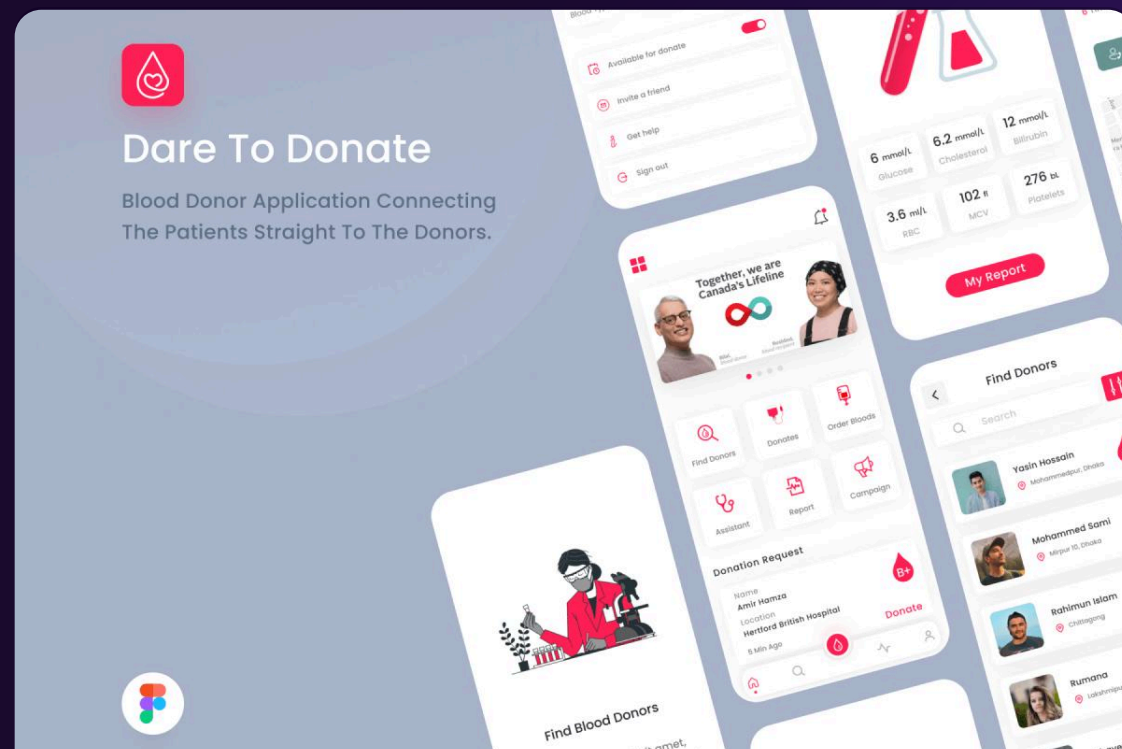 Dare To Donate
Blood Donor Application Connecting
The Patients Straight To The Donors.
Available for donate
Invite a friend
Get help
Sign out
6 mmol/L
Glucose
6.2 mmol/L
Cholesterol
12 mmol/L
Bilirubin
3.6 ml/L
RBC
102 fl
MCV
276 bL
Platelets
My Report
Together, we are
Canada's Lifeline
Find Donors
Donates
Order Bloods
Assistant
Report
Campaign
Donation Request
Name
Amir Hamza
Location
Hertford British Hospital
5 Min Ago
B+
Donate
Find Donors
Search
Yasin Hossain
Mohammedpur, Dhaka
Mohammed Sami
Mirpur 10, Dhaka
Rahimun Islam
Chittagong
Rumana
Find Blood Donors